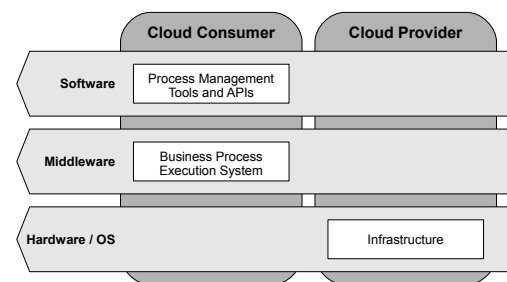 Cloud Consumer
Cloud Provider
Software
Process Management
Tools and APIs
Middleware
Business Process
Execution System
Hardware / OS
Infrastructure